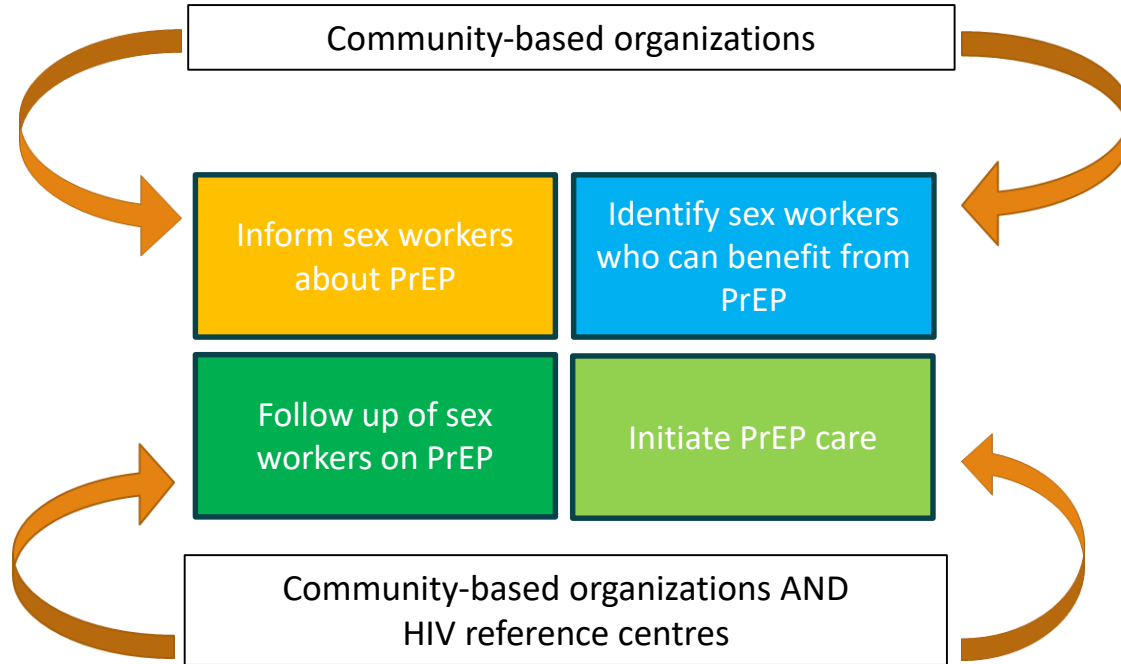 Community-based organizations
Inform sex workers
about PrEP
Identify sex workers
who can benefit from
PrEP
Follow up of sex
workers on PrEP
Initiate PrEP care
Community-based organizations AND
HIV reference centres